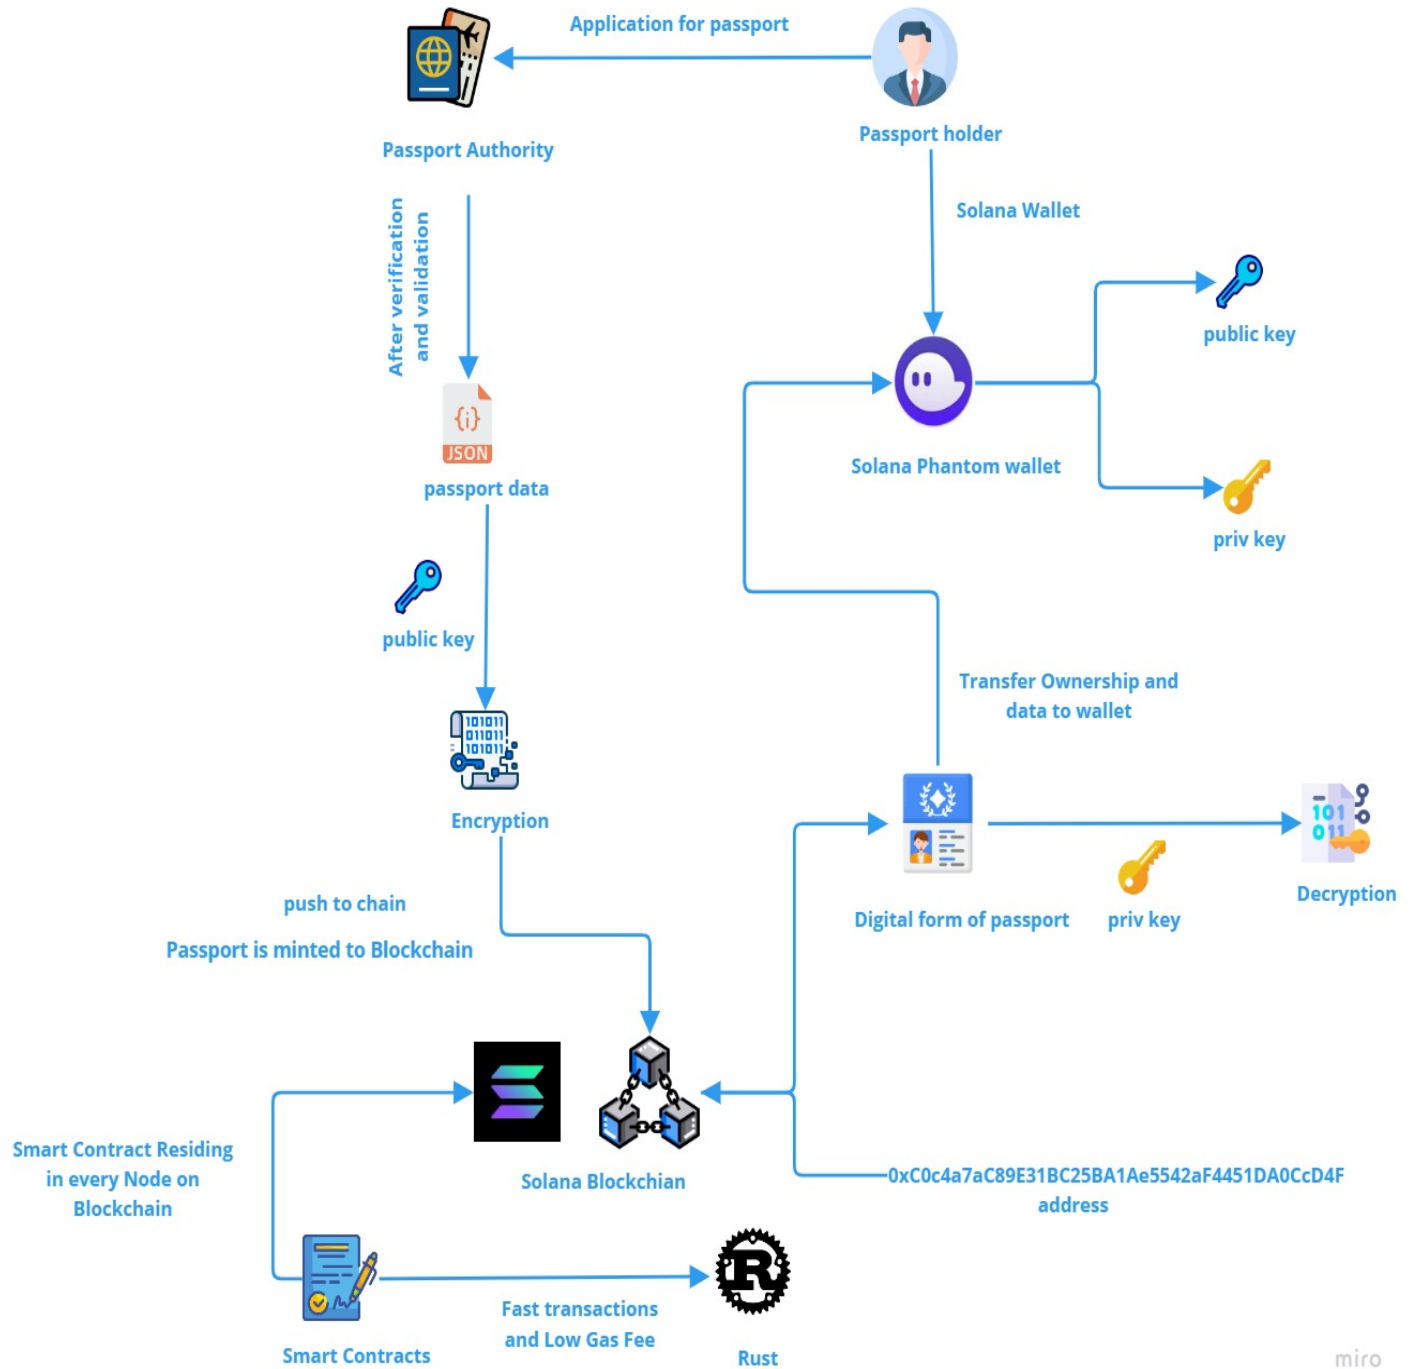 Application for passport
Passport Authority
Passport holder
Solana Wallet
After verification
and validation
public key
JSON
passport data
Solana Phantom wallet
priv key
public key
Transfer Ownership and
data to wallet
101011
011011
101011
Encryption
101
011
Decryption
push to chain
Digital form of passport
priv key
Passport is minted to Blockchain
Smart Contract Residing
in every Node on
Blockchain
Solana Blockchian
0xC0c4a7aC89E31BC25BA1Ae5542aF4451DA0CcD4F
address
Fast transactions
and Low Gas Fee
R
Smart Contracts
Rust
miro